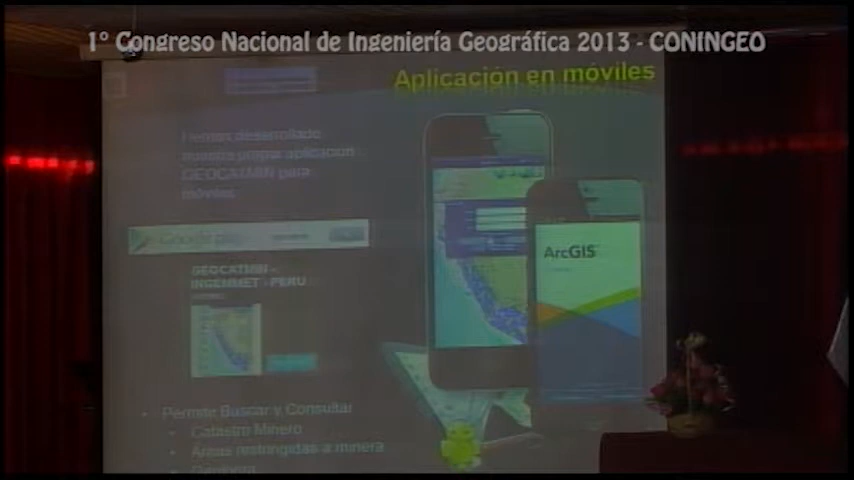 1° Congreso Nacional de Ingeniería Geográfica 2013 - CONINGEO
Aplicación en móviles
Hemos desarrollado
nuestra propia aplicación
GEOCATMIN para
móviles
GEOCATMIN -
INGEMMET - PERU
ArcGIS
• Permite Buscar y Consultar
• Catastro Minero
• Areas restringidas a minera